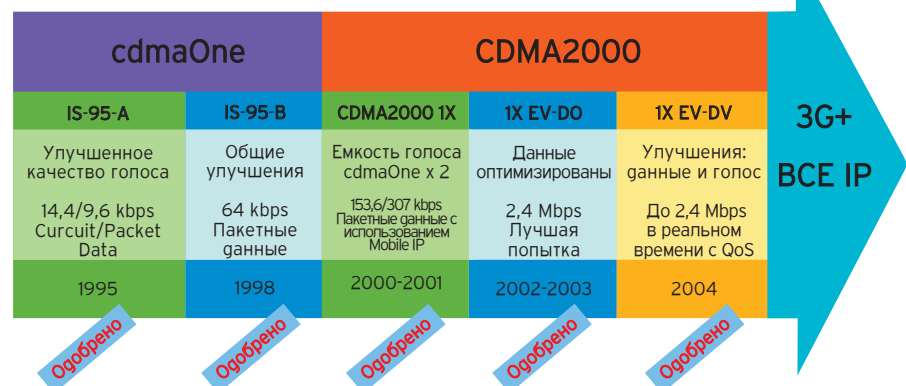 cdmaOne
CDMA2000
IS-95-A
IS-95-B
CDMA2000 1X
1X EV-DO
1X EV-DV
3G+
ВСЕ IP
Улучшенное
качество голоса
14,4/9,6 kbps
Curcuit/Packet
Data
Общие
улучшения
64 kbps
Пакетные
данные
Емкость голоса
cdmaOne x 2
153,6/307 kbps
Пакетные данные с
использованием
Mobile IP
Данные
оптимизированы
2,4 Mbps
Лучшая
попытка
Улучшения:
данные и голос
До 2,4 Mbps
в реальном
времени с QoS
1995
1998
2000-2001
2002-2003
2004
Одобрено
Одобрено
Одобрено
Одобрено
Одобрено